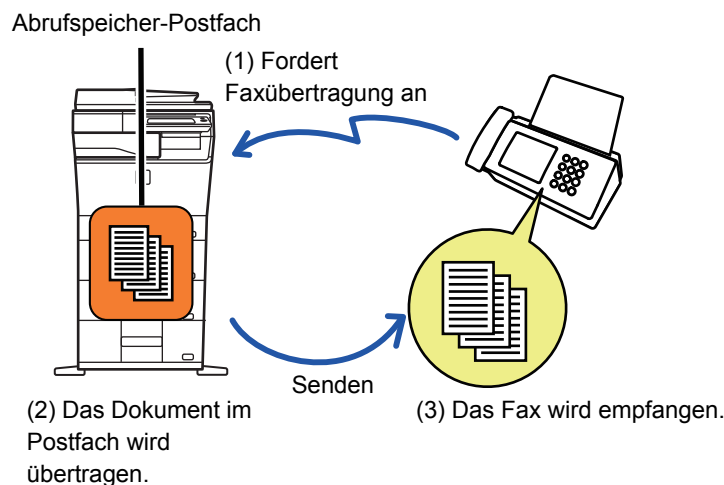 Abrufspeicher-Postfach
(1) Fordert
Faxübertragung an
Senden
(2) Das Dokument im
Postfach wird
übertragen.
(3) Das Fax wird empfangen.